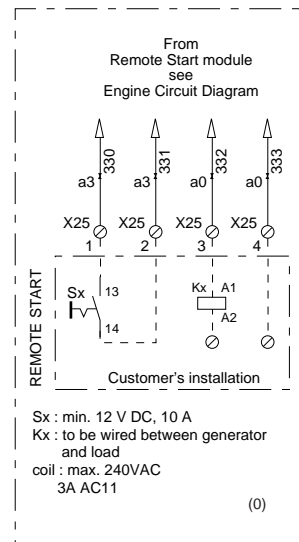 From
Remote Start module
see
Engine Circuit Diagram
330
331
332
333
a3
a3
a0
a0
X25
X25
X25
X25
1
2
3
4
REMOTE START
Sx
13
14
Kx
A1
A2
Customer's installation
Sx : min. 12 V DC, 10 A
Kx : to be wired between generator
and load
coil : max. 240VAC
3A AC11
(0)